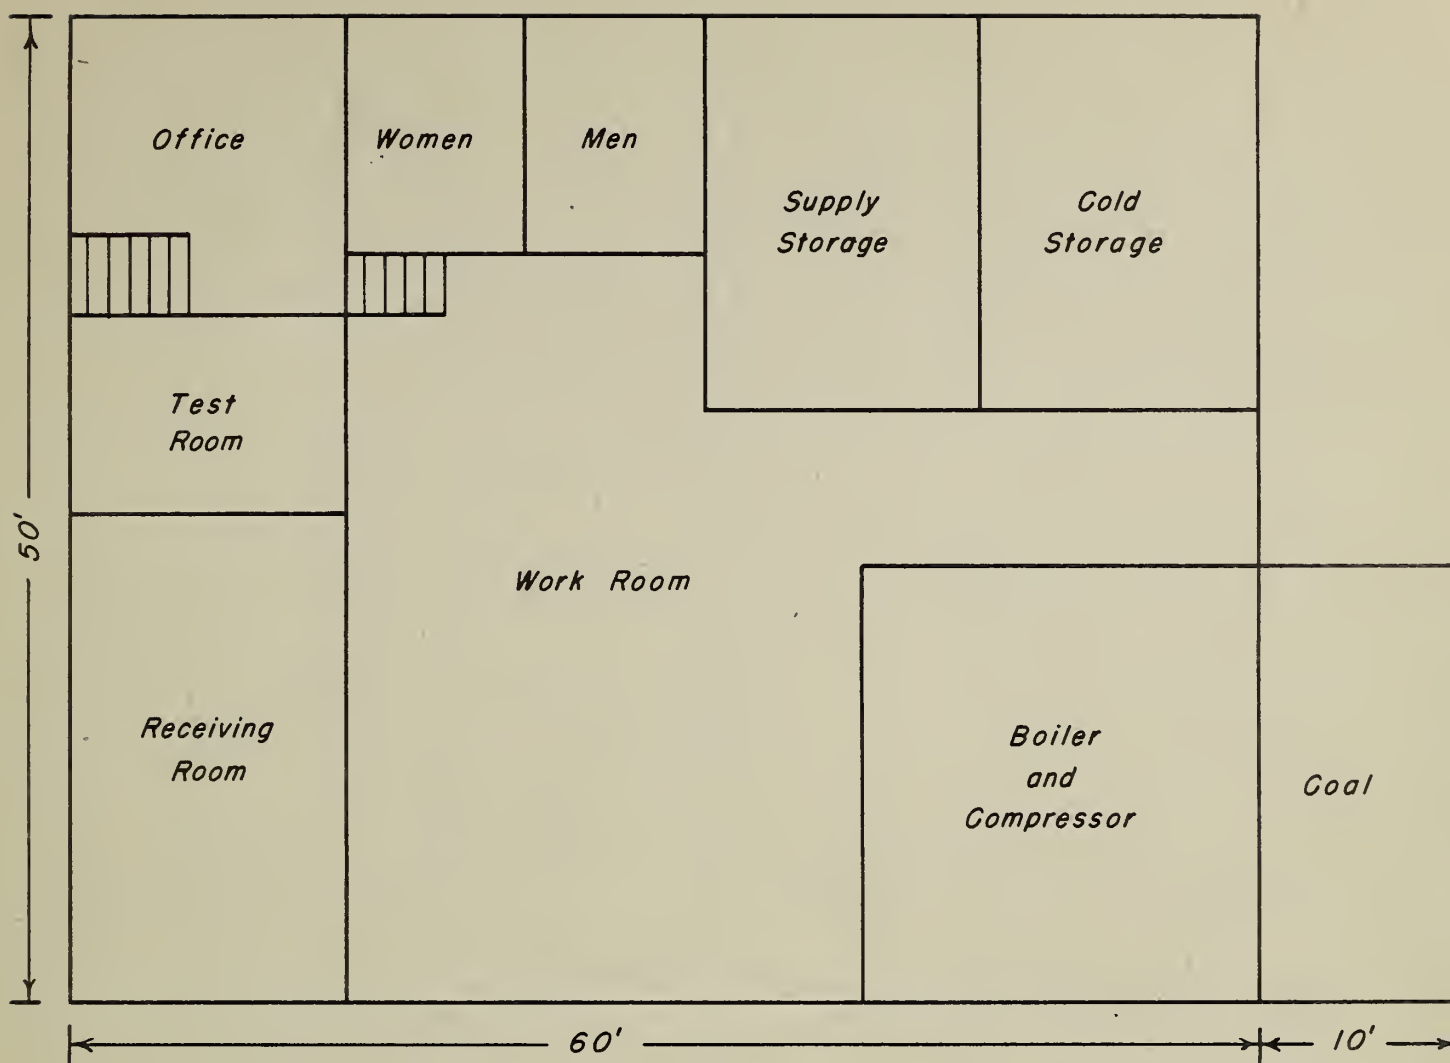 Office
Women
Men
Supply
Storage
Cold
Storage
Test
Room
50'
Work Room
Receiving
Room
Boiler
and
Compressor
Coal
60'
10'